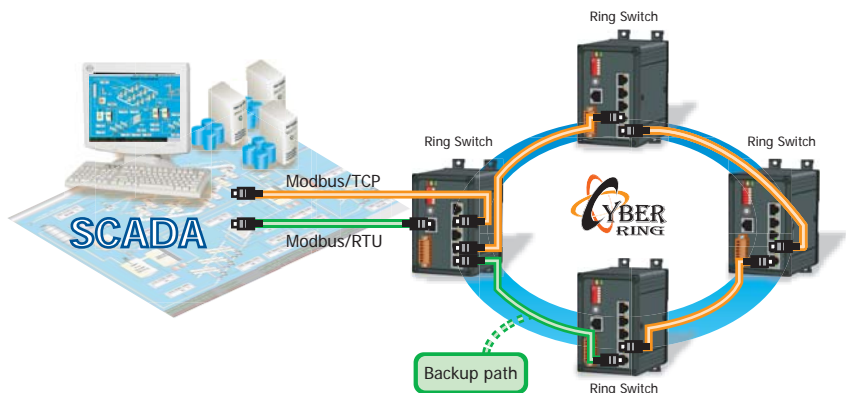 Ring Switch
Ring Switch
Ring Switch
Modbus/TCP
SCADA
Modbus/RTU
CYBER
RING
Backup path
Ring Switch